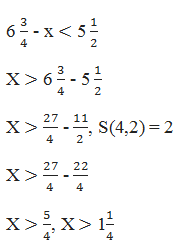 6 3/4 - x < 5 1/2
X > 6 3/4 - 5 1/2
X > 27/4 - 11/2, S(4,2) = 2
X > 27/4 - 22/4
X > 5/4, X > 1 1/4